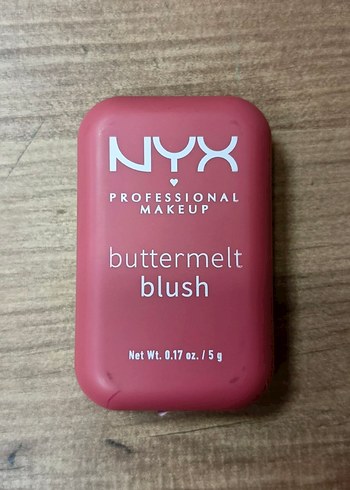 NYX
PROFESSIONAL
MAKEUP
buttermelt
blush
Net Wt. 0.17 oz. / 5 g